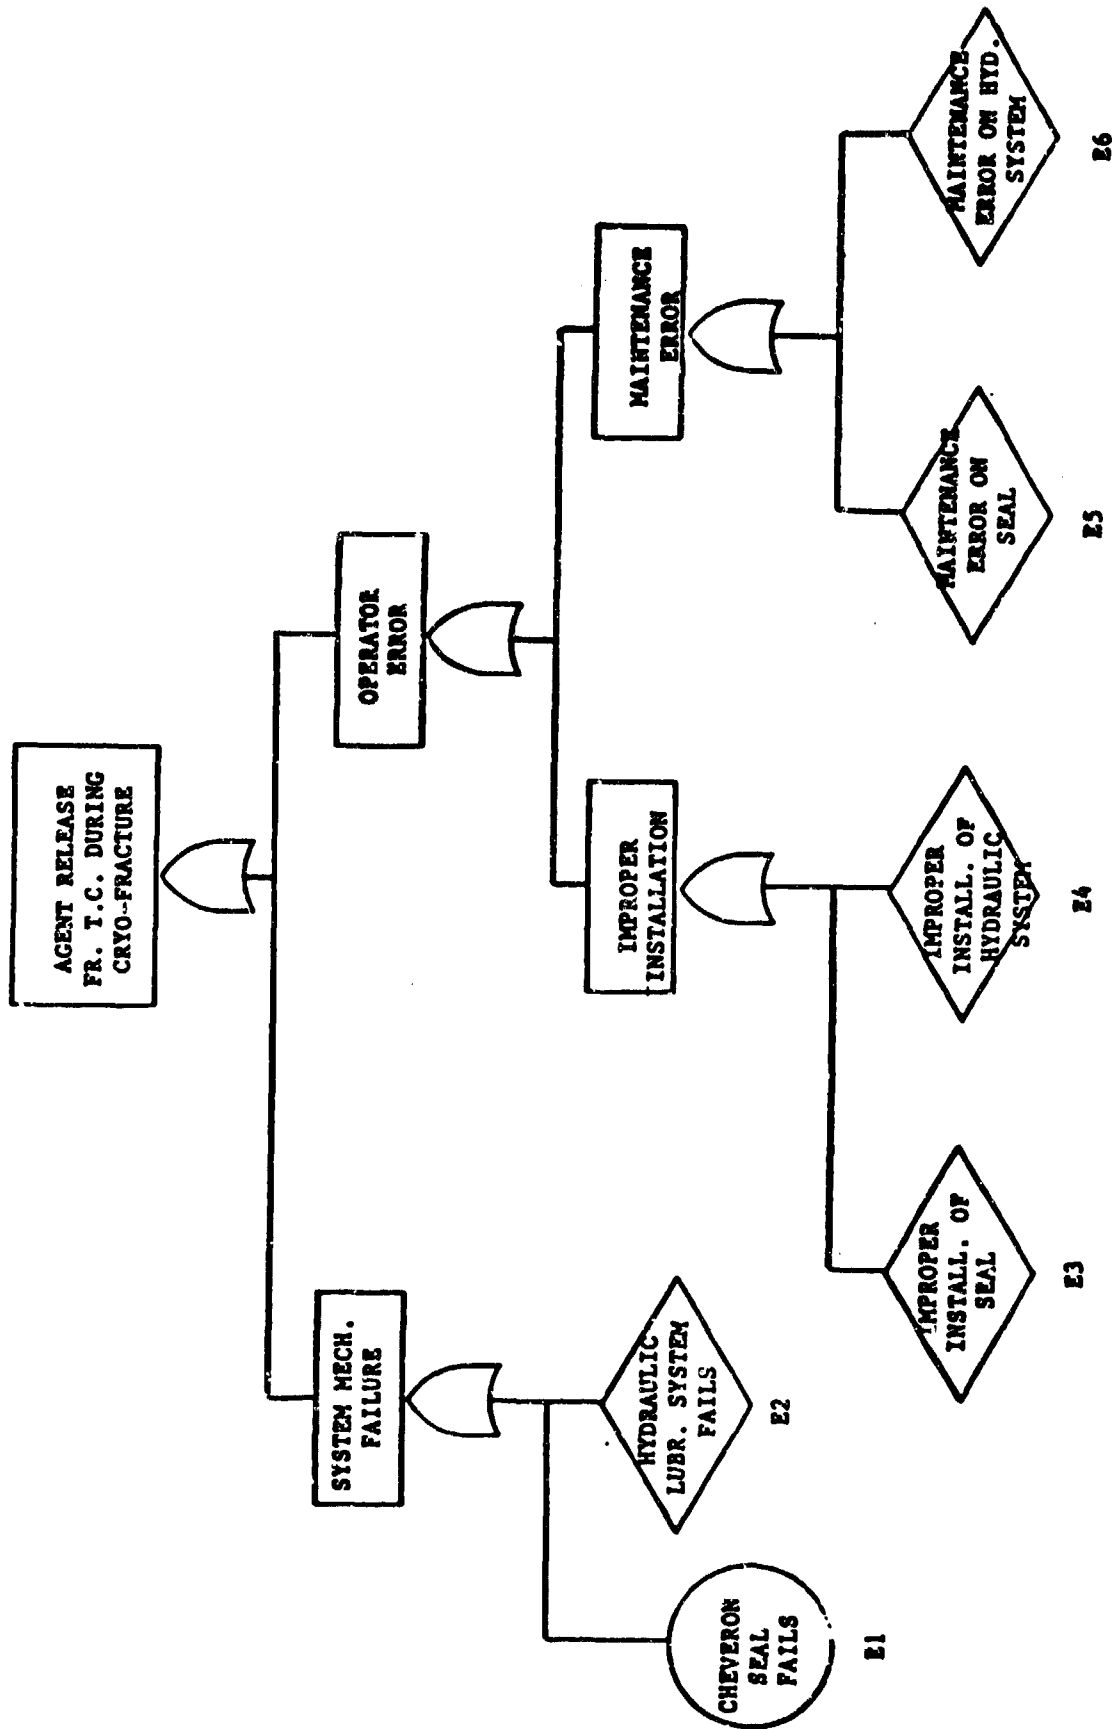 AGENT RELEASE
FR. T.C. DURING
CRYO-FRACTURE
SYSTEM MECH.
FAILURE
OPERATOR
ERROR
CHEVERON
SEAL
FAILS
E1
HYDRAULIC
LUBR. SYSTEM
FAILS
E2
IMPROPER
INSTALLATION
MAINTENANCE
ERROR
IMPROPER
INSTALL. OF
SEAL
E3
IMPROPER
INSTALL. OF
HYDRAULIC
SYSTEM
E4
MAINTENANCE
ERROR ON
SEAL
E5
MAINTENANCE
ERROR ON HYD.
SYSTEM
E6